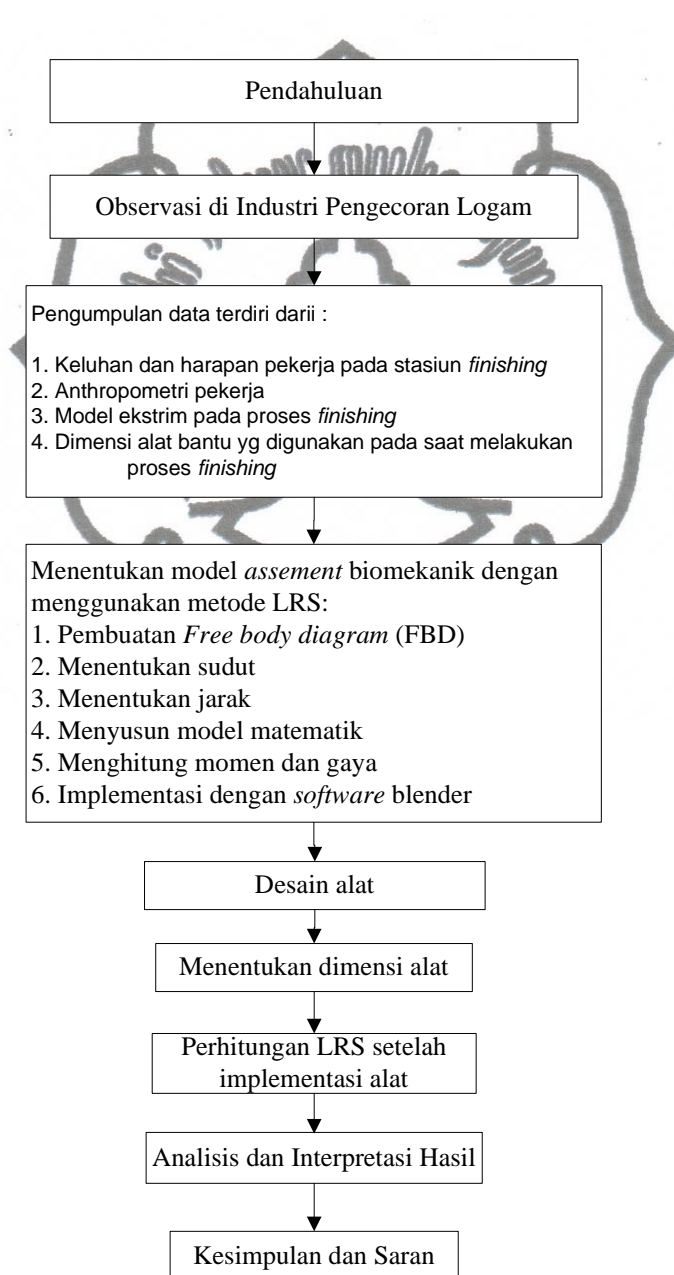 Pendahuluan
Observasi di Industri Pengecoran Logam
Pengumpulan data terdiri darii :
1. Keluhan dan harapan pekerja pada stasiun finishing
2. Anthropometri pekerja
3. Model ekstrim pada proses finishing
4. Dimensi alat bantu yg digunakan pada saat melakukan
proses finishing
Menentukan model assement biomekanik dengan
menggunakan metode LRS:
1. Pembuatan Free body diagram (FBD)
2. Menentukan sudut
3. Menentukan jarak
4. Menyusun model matematik
5. Menghitung momen dan gaya
6. Implementasi dengan software blender
Desain alat
Menentukan dimensi alat
Perhitungan LRS setelah
implementasi alat
Analisis dan Interpretasi Hasil
Kesimpulan dan Saran